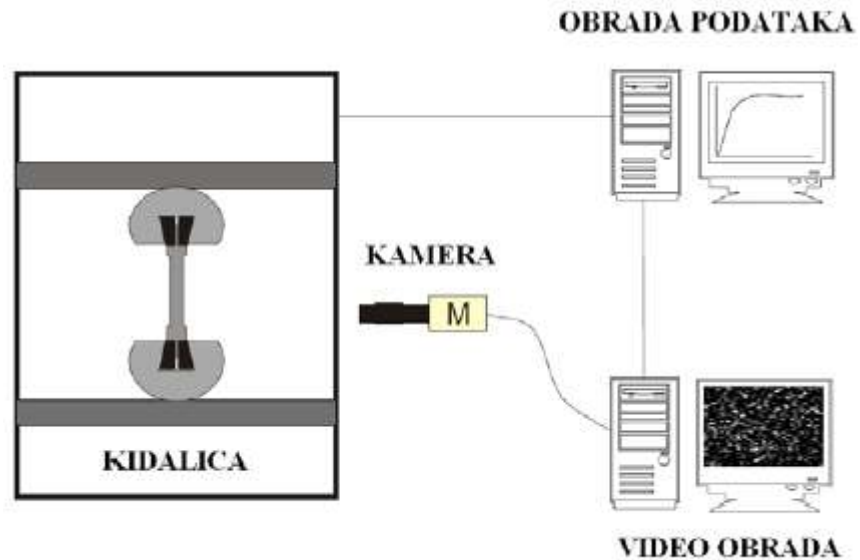 OBRADA PODATAKA
KAMERA
M
KIDALICA
VIDEO OBRADA